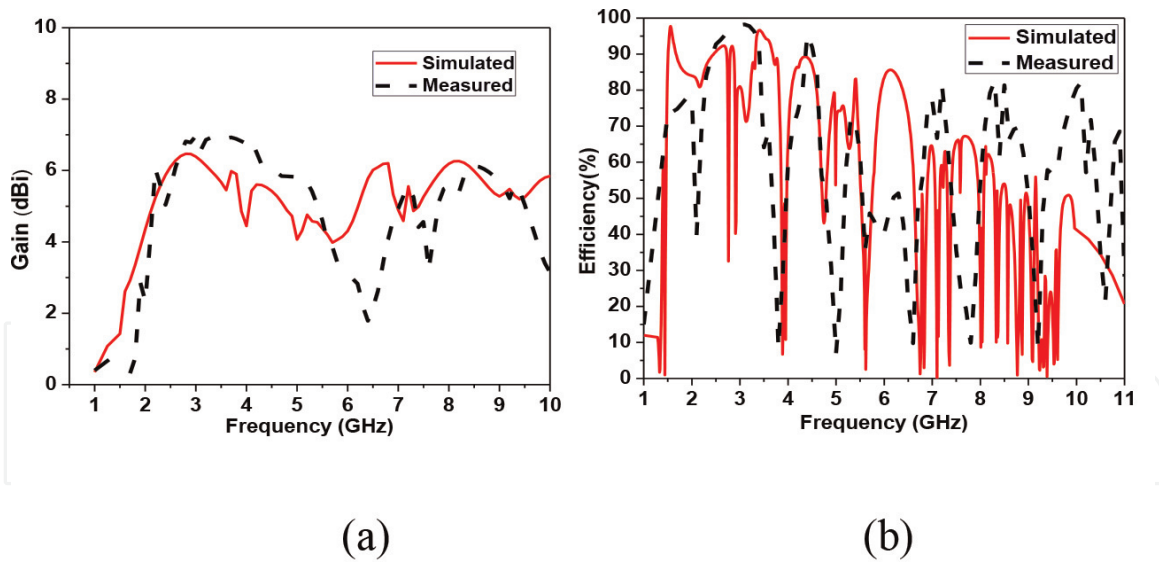 10
8
6
4
2
0
Gain (dBi)
Simulated
Measured
1 2 3 4 5 6 7 8 9 10
Frequency (GHz)
(a)
100
90
80
70
60
50
40
30
20
10
0
Efficiency(%)
Simulated
Measured
1 2 3 4 5 6 7 8 9 10 11
Frequency (GHz)
(b)